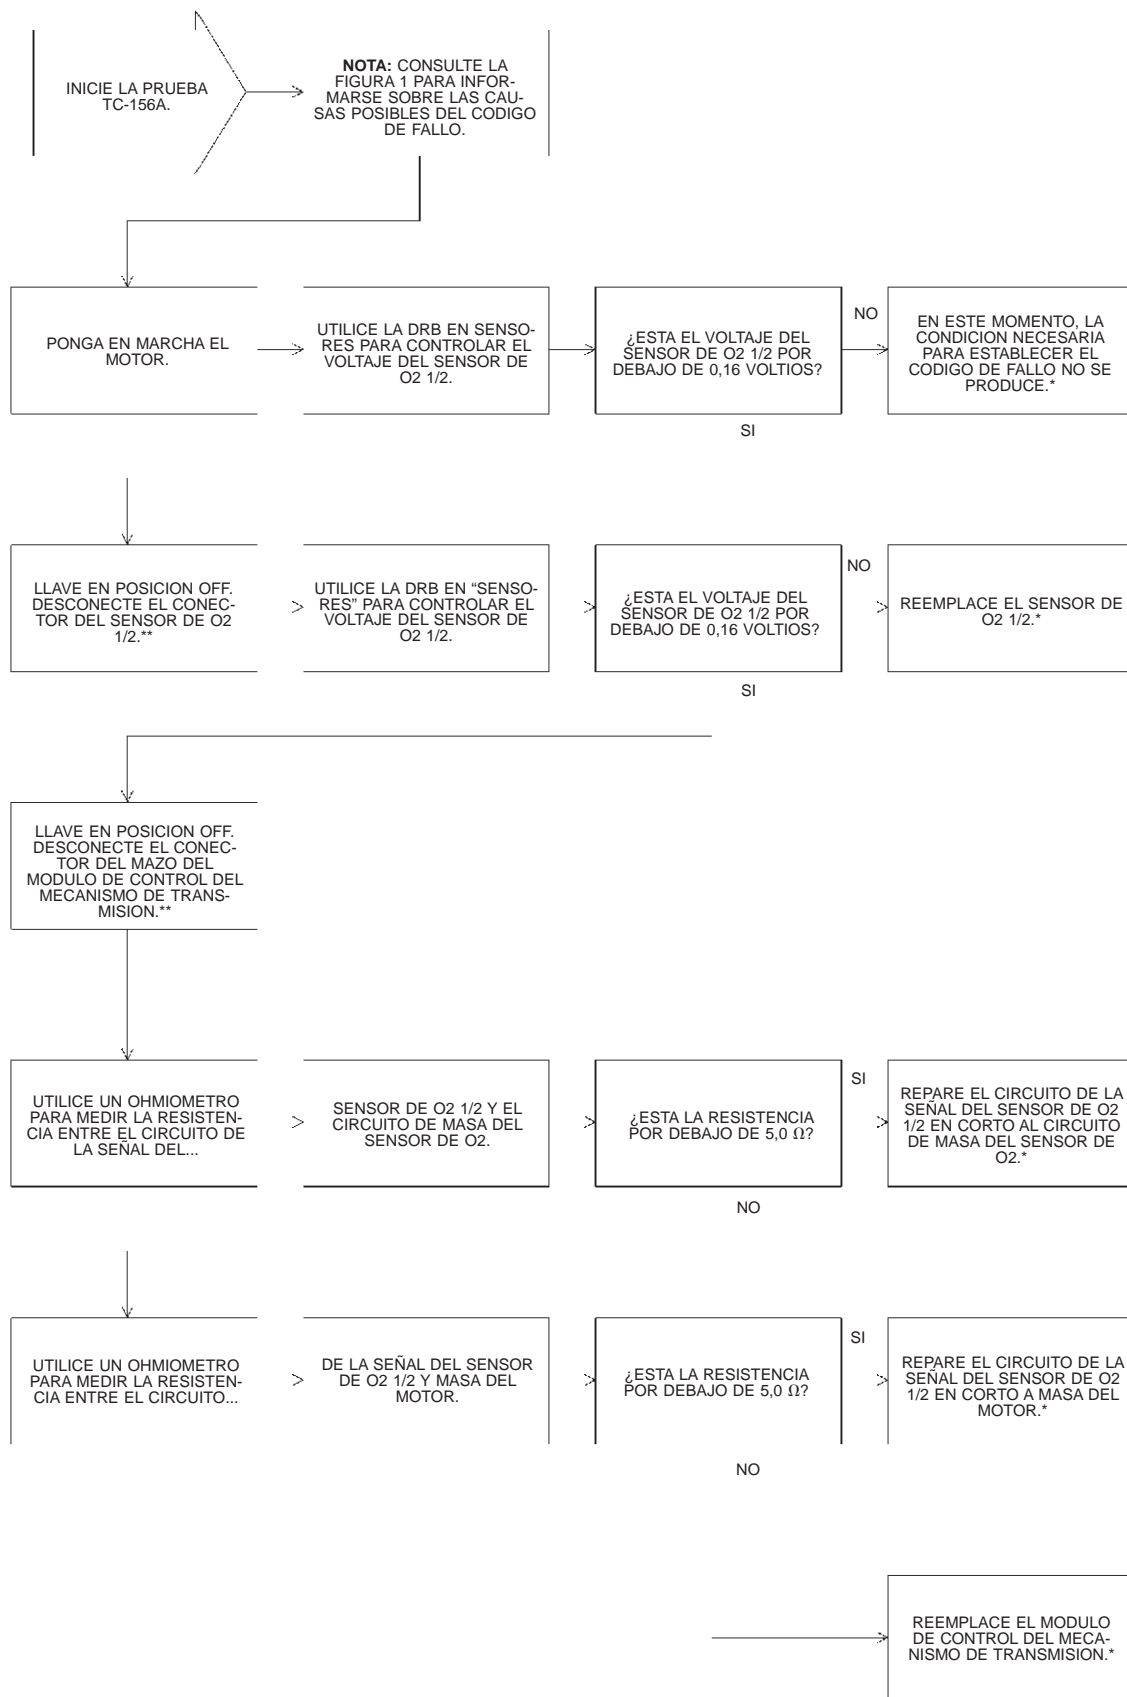 INICIE LA PRUEBA
TC-156A.
NOTA: CONSULTE LA
FIGURA 1 PARA INFOR-
MARSE SOBRE LAS CAU-
SAS POSIBLES DEL CODIGO
DE FALLO.
PONGA EN MARCHA EL
MOTOR.
UTILICE LA DRB EN SENSO-
RES PARA CONTROLAR EL
VOLTAJE DEL SENSOR DE
O2 1/2.
¿ESTA EL VOLTAJE DEL
SENSOR DE O2 1/2 POR
DEBAJO DE 0,16 VOLTIOS?
NO
EN ESTE MOMENTO, LA
CONDICION NECESARIA
PARA ESTABLECER EL
CODIGO DE FALLO NO SE
PRODUCE.*
SI
LLAVE EN POSICION OFF.
DESCONECTE EL CONEC-
TOR DEL SENSOR DE O2
1/2.**
UTILICE LA DRB EN “SENSO-
RES” PARA CONTROLAR EL
VOLTAJE DEL SENSOR DE
O2 1/2.
¿ESTA EL VOLTAJE DEL
SENSOR DE O2 1/2 POR
DEBAJO DE 0,16 VOLTIOS?
NO
REEMPLACE EL SENSOR DE
O2 1/2.*
SI
LLAVE EN POSICION OFF.
DESCONECTE EL CONEC-
TOR DEL MAZO DEL
MODULO DE CONTROL DEL
MECANISMO DE TRANS-
MISION.**
UTILICE UN OHMIOMETRO
PARA MEDIR LA RESISTEN-
CIA ENTRE EL CIRCUITO DE
LA SEÑAL DEL...
SENSOR DE O2 1/2 Y EL
CIRCUITO DE MASA DEL
SENSOR DE O2.
¿ESTA LA RESISTENCIA
POR DEBAJO DE 5,0 Ω?
SI
REPARE EL CIRCUITO DE LA
SEÑAL DEL SENSOR DE O2
1/2 EN CORTO AL CIRCUITO
DE MASA DEL SENSOR DE
O2.*
NO
UTILICE UN OHMIOMETRO
PARA MEDIR LA RESISTEN-
CIA ENTRE EL CIRCUITO...
DE LA SEÑAL DEL SENSOR
DE O2 1/2 Y MASA DEL
MOTOR.
¿ESTA LA RESISTENCIA
POR DEBAJO DE 5,0 Ω?
SI
REPARE EL CIRCUITO DE LA
SEÑAL DEL SENSOR DE O2
1/2 EN CORTO A MASA DEL
MOTOR.*
NO
REEMPLACE EL MODULO
DE CONTROL DEL MECA-
NISMO DE TRANSMISION.*